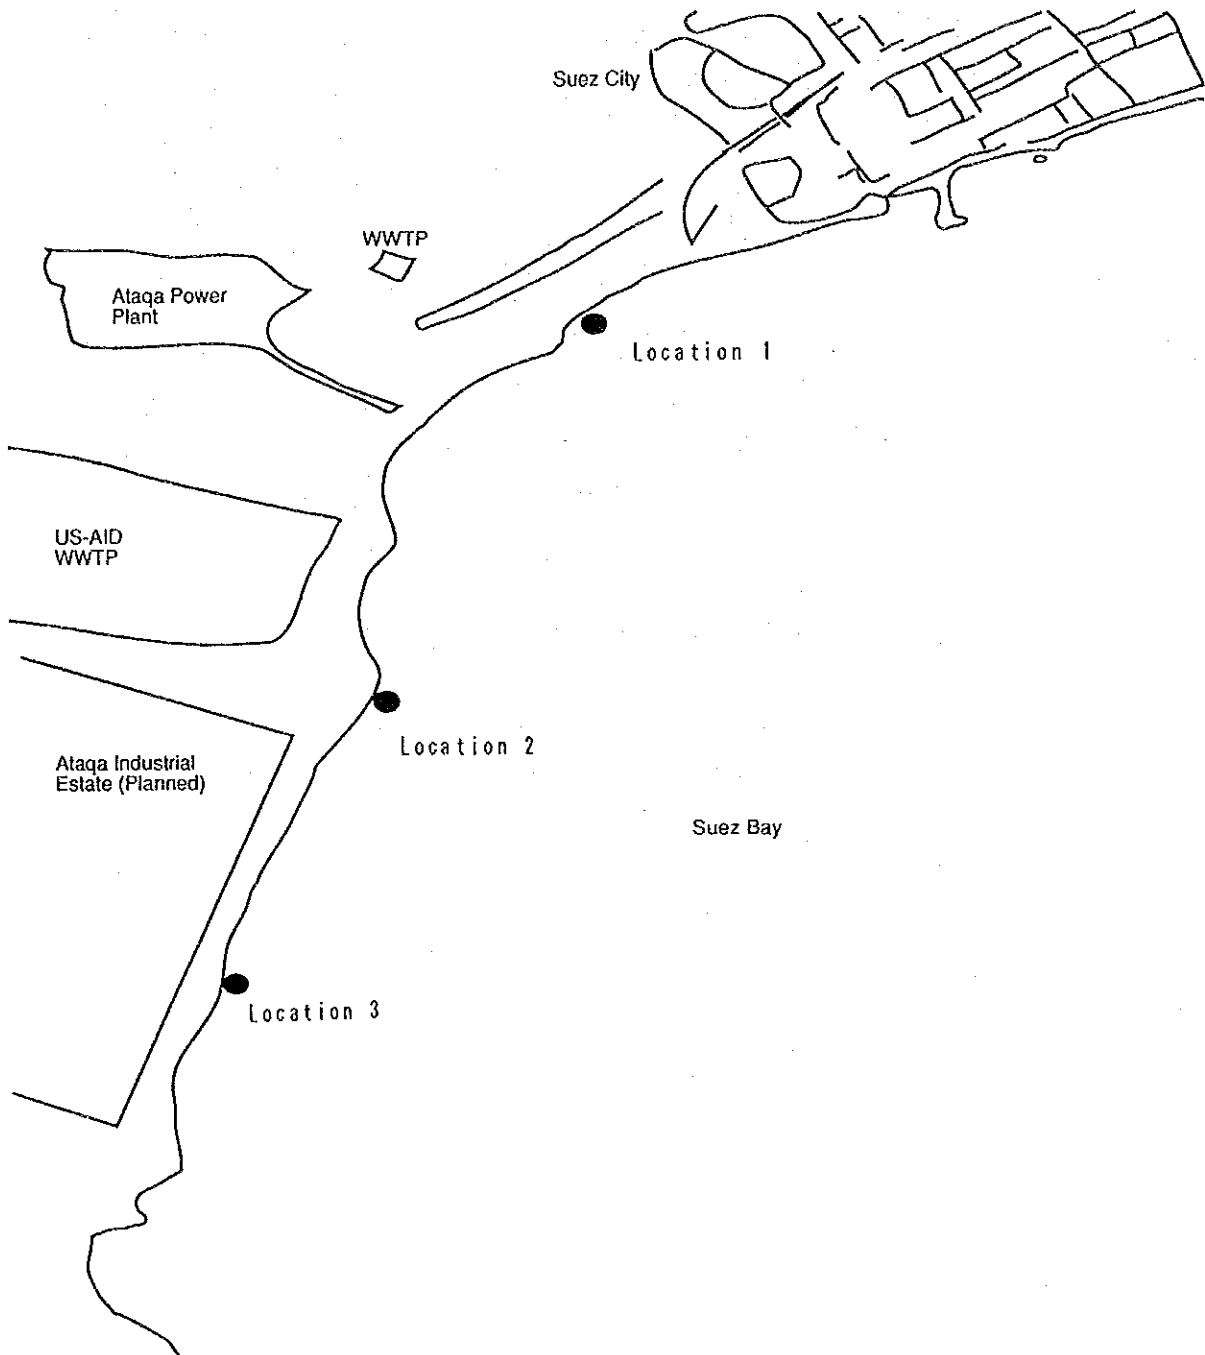 Suez City
WWTP
Ataqa Power
Plant
Location 1
US-AID
WWTP
Location 2
Ataqa Industrial
Estate (Planned)
Suez Bay
Location 3